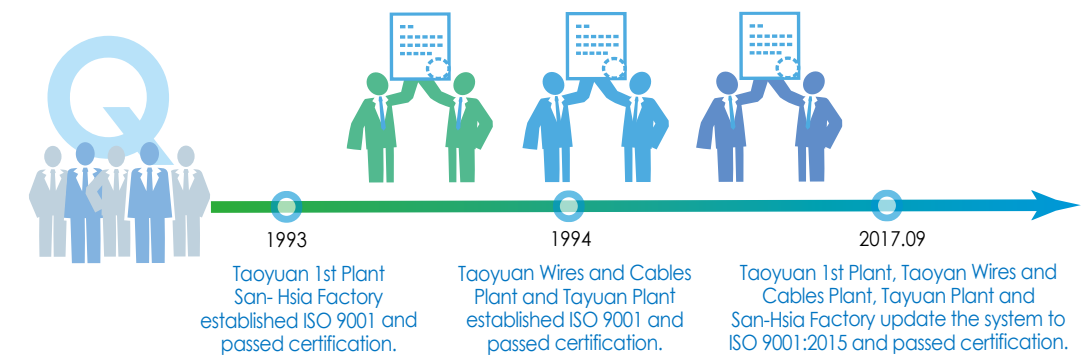 Q
1993
Taoyuan 1st Plant
San- Hsia Factory
established ISO 9001 and
passed certification.
1994
Taoyuan Wires and Cables
Plant and Tayuan Plant
established ISO 9001 and
passed certification.
2017.09
Taoyuan 1st Plant, Taoyan Wires and
Cables Plant, Tayuan Plant and
San-Hsia Factory update the system to
ISO 9001:2015 and passed certification.